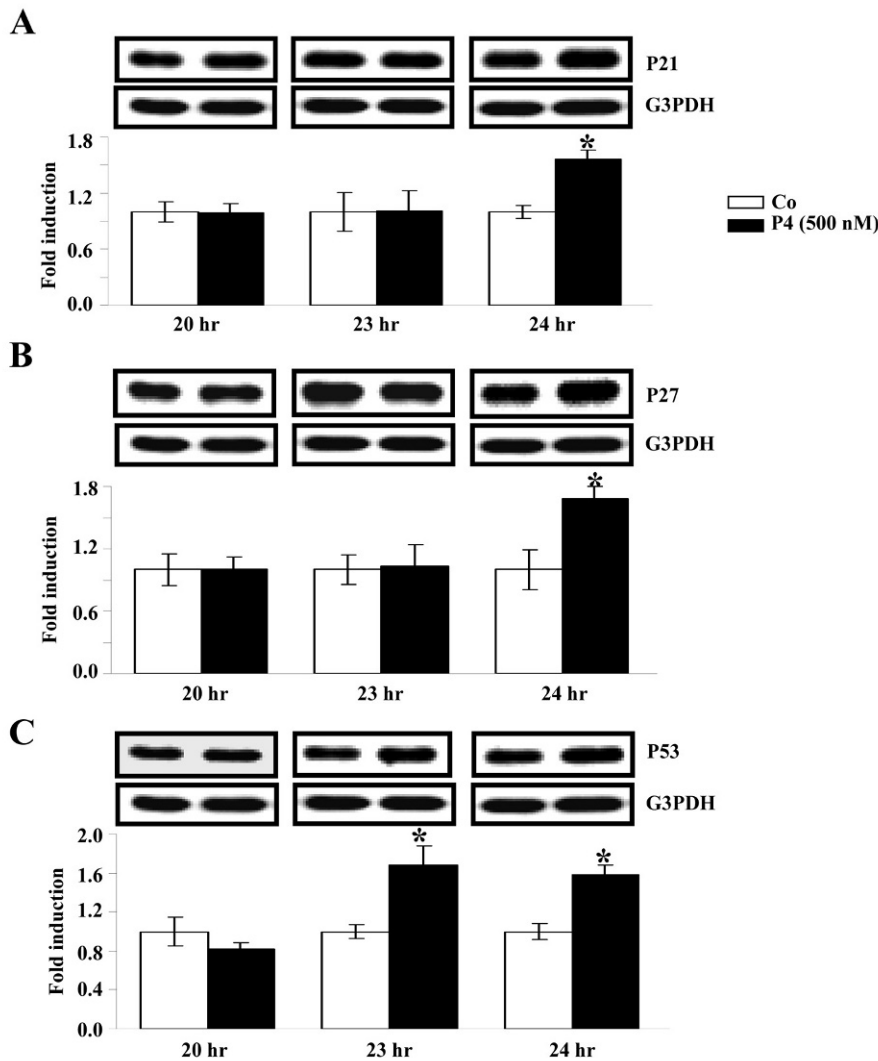 A
P21
G3PDH
1.8
*
1.2
0.6
0.0
Fold induction
Co
P4 (500 nM)
20 hr 23 hr 24 hr
B
P27
G3PDH
1.8
*
1.2
0.6
0.0
Fold induction
20 hr 23 hr 24 hr
C
P53
G3PDH
2.0
*
*
1.6
1.2
0.8
0.4
0.0
Fold induction
20 hr 23 hr 24 hr